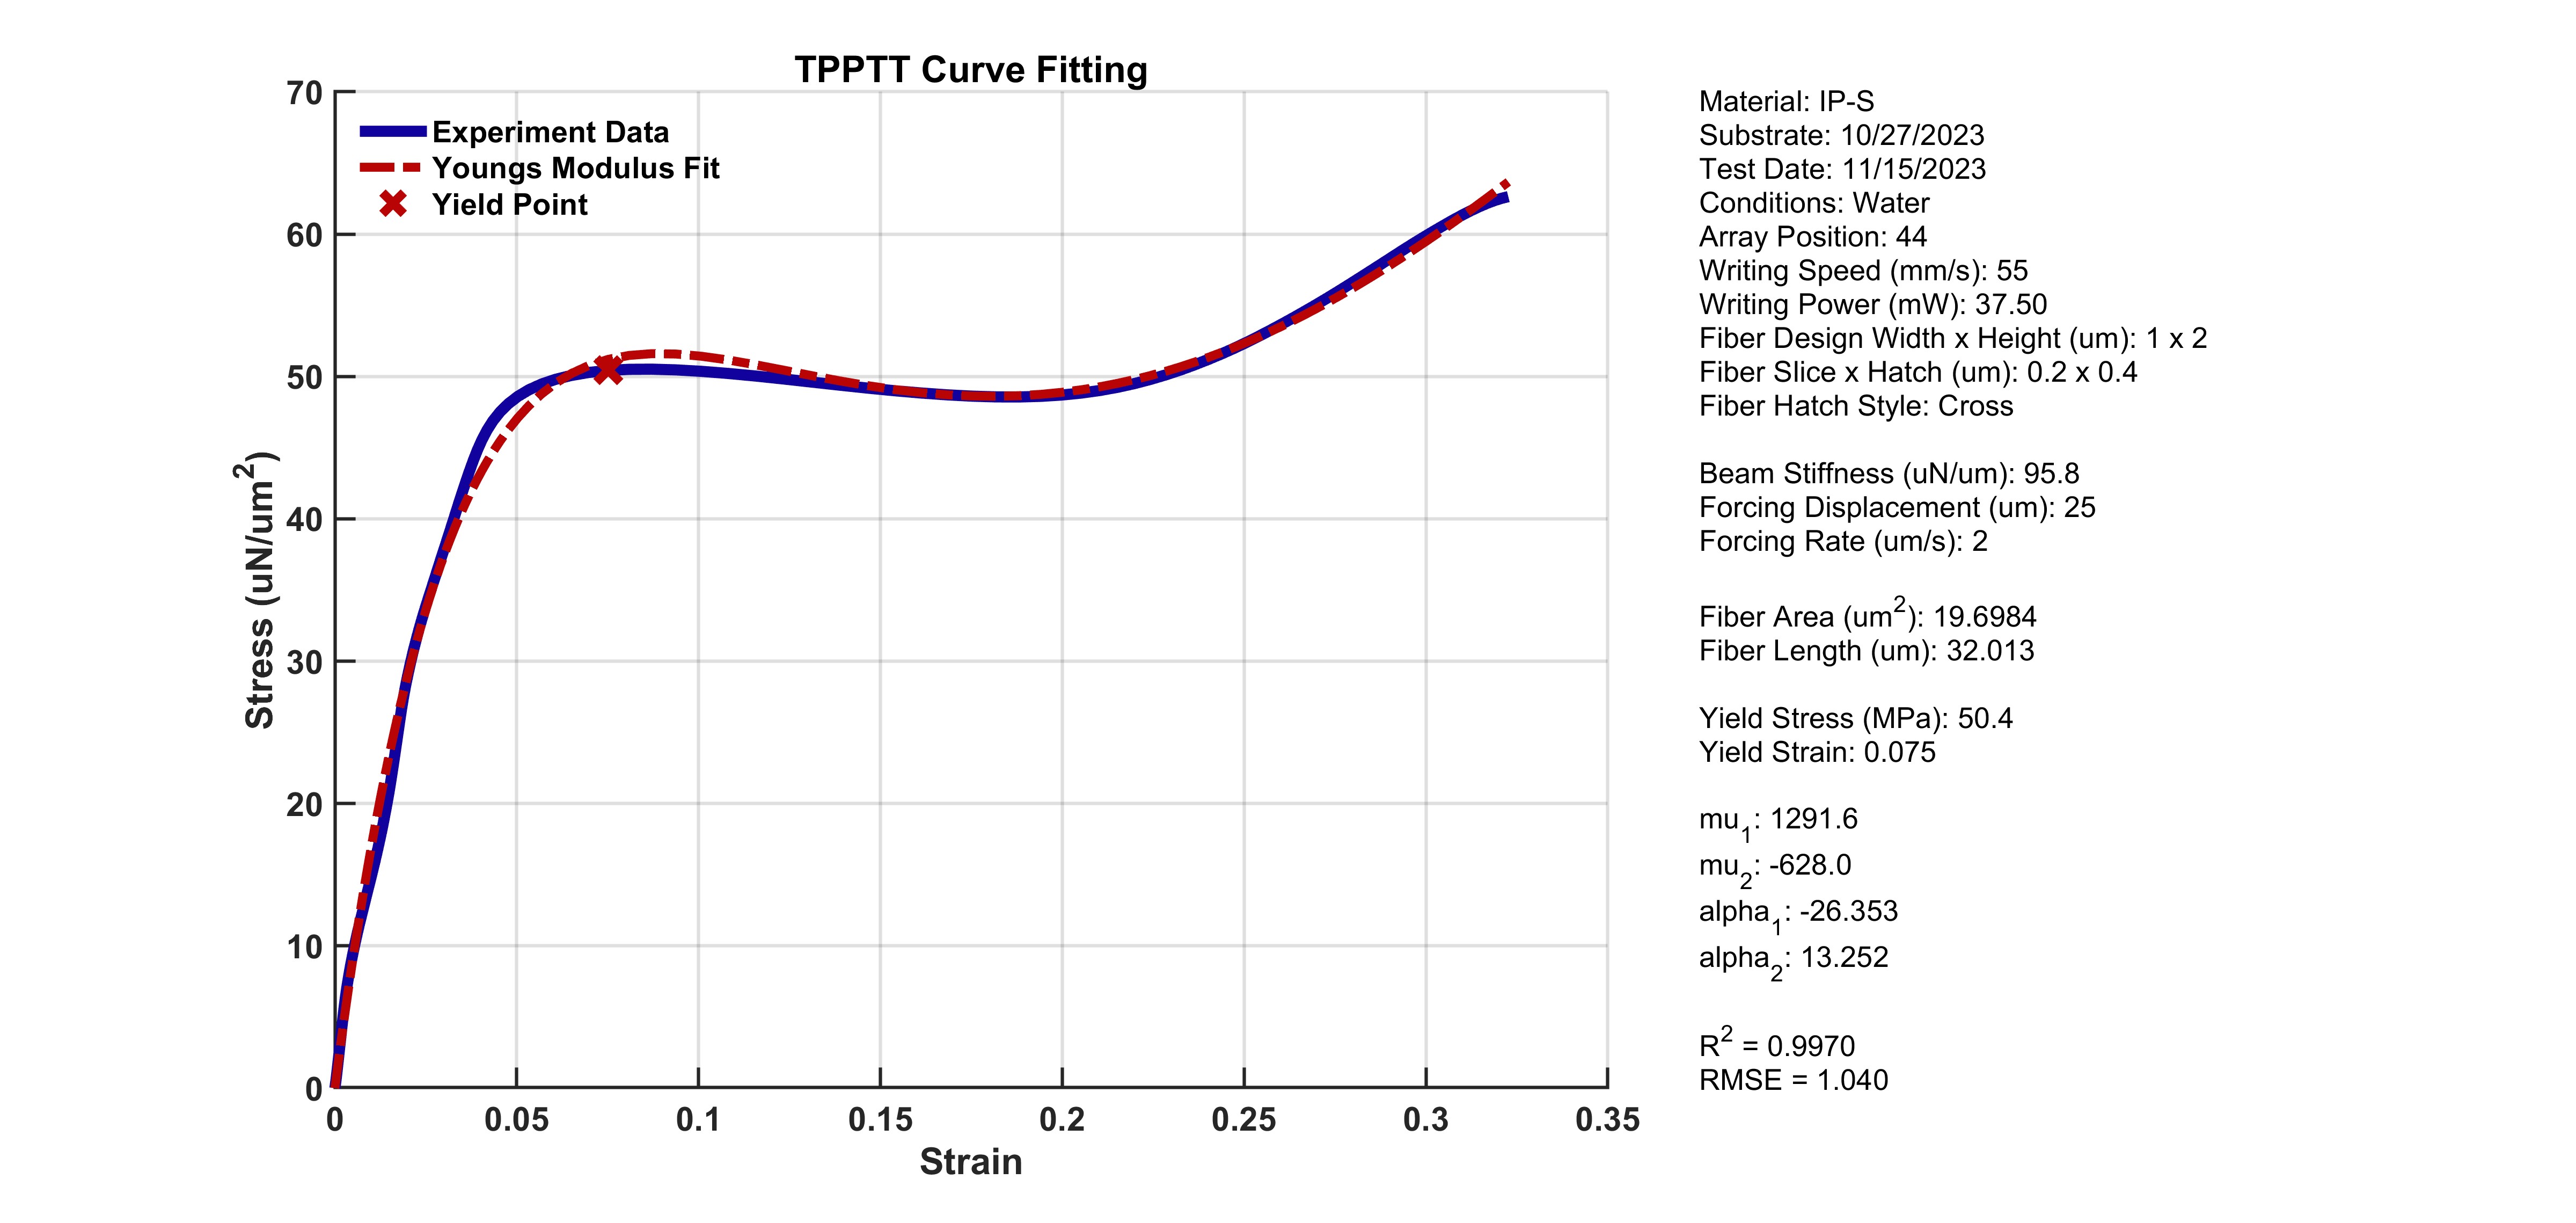 TPPTT Curve Fitting
70
60
50
40
30
20
10
0
Stress (uN/um²)
Experiment Data
Youngs Modulus Fit
Yield Point
0 0.05 0.1 0.15 0.2 0.25 0.3 0.35
Strain
Material: IP-S
Substrate: 10/27/2023
Test Date: 11/15/2023
Conditions: Water
Array Position: 44
Writing Speed (mm/s): 55
Writing Power (mW): 37.50
Fiber Design Width x Height (um): 1 x 2
Fiber Slice x Hatch (um): 0.2 x 0.4
Fiber Hatch Style: Cross
Beam Stiffness (uN/um): 95.8
Forcing Displacement (um): 25
Forcing Rate (um/s): 2
Fiber Area (um²): 19.6984
Fiber Length (um): 32.013
Yield Stress (MPa): 50.4
Yield Strain: 0.075
mu₁: 1291.6
mu₂: -628.0
alpha₁: -26.353
alpha₂: 13.252
R² = 0.9970
RMSE = 1.040